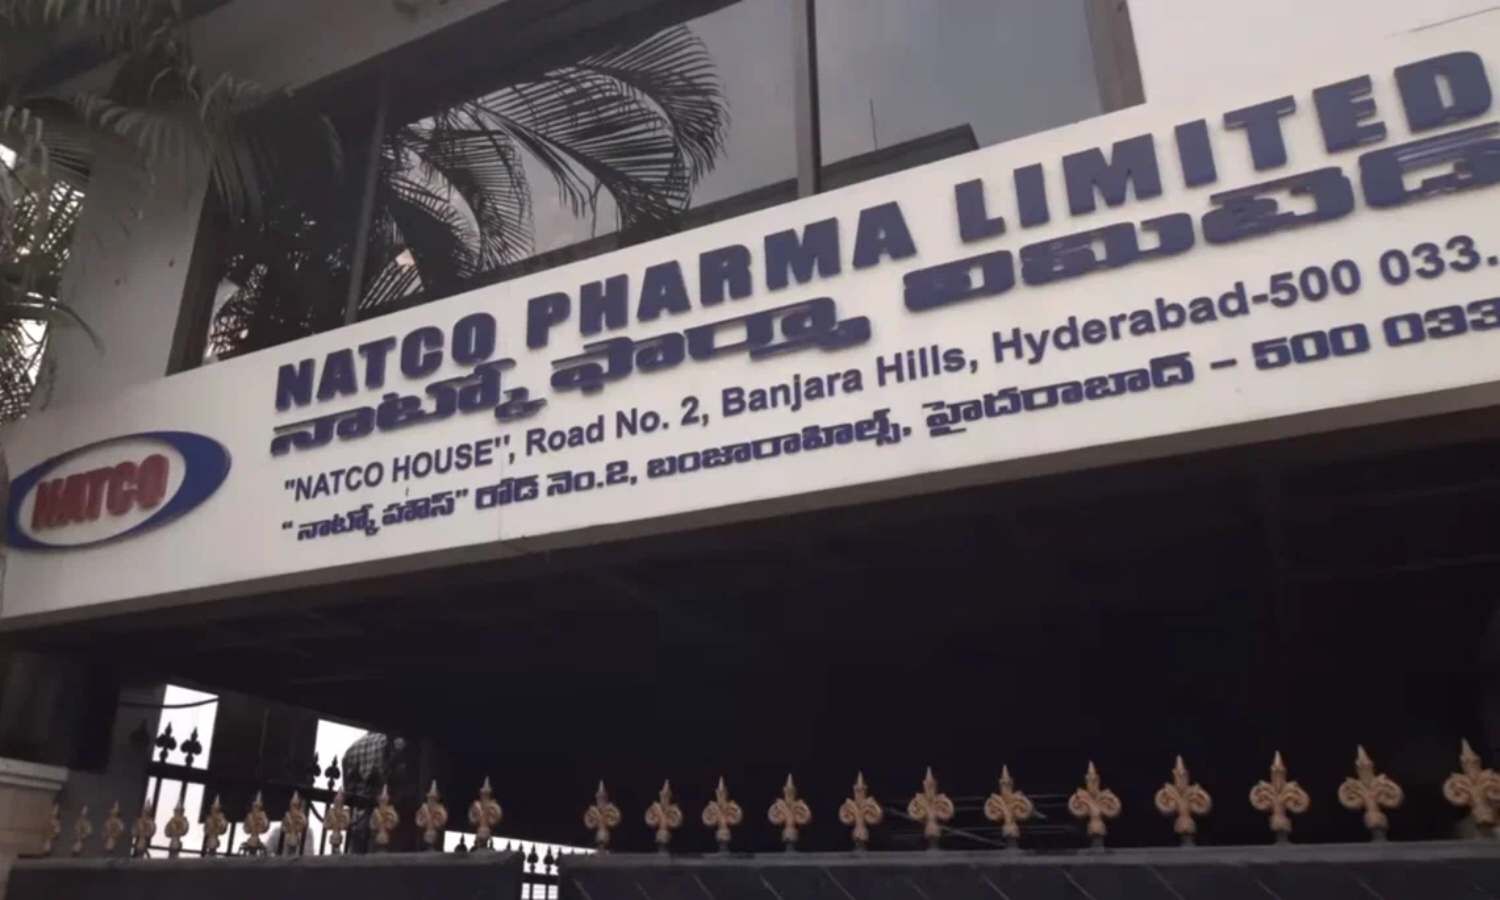 NATCO
NATCO PHARMA LIMITED
నాట్కో ఫార్మా లిమిటెడ్
"NATCO HOUSE", Road No. 2, Banjara Hills, Hyderabad-500 033.
"నాట్కో హౌస్" రోడ్ నెం.2, బంజారాహిల్స్, హైదరాబాద్ – 500 033